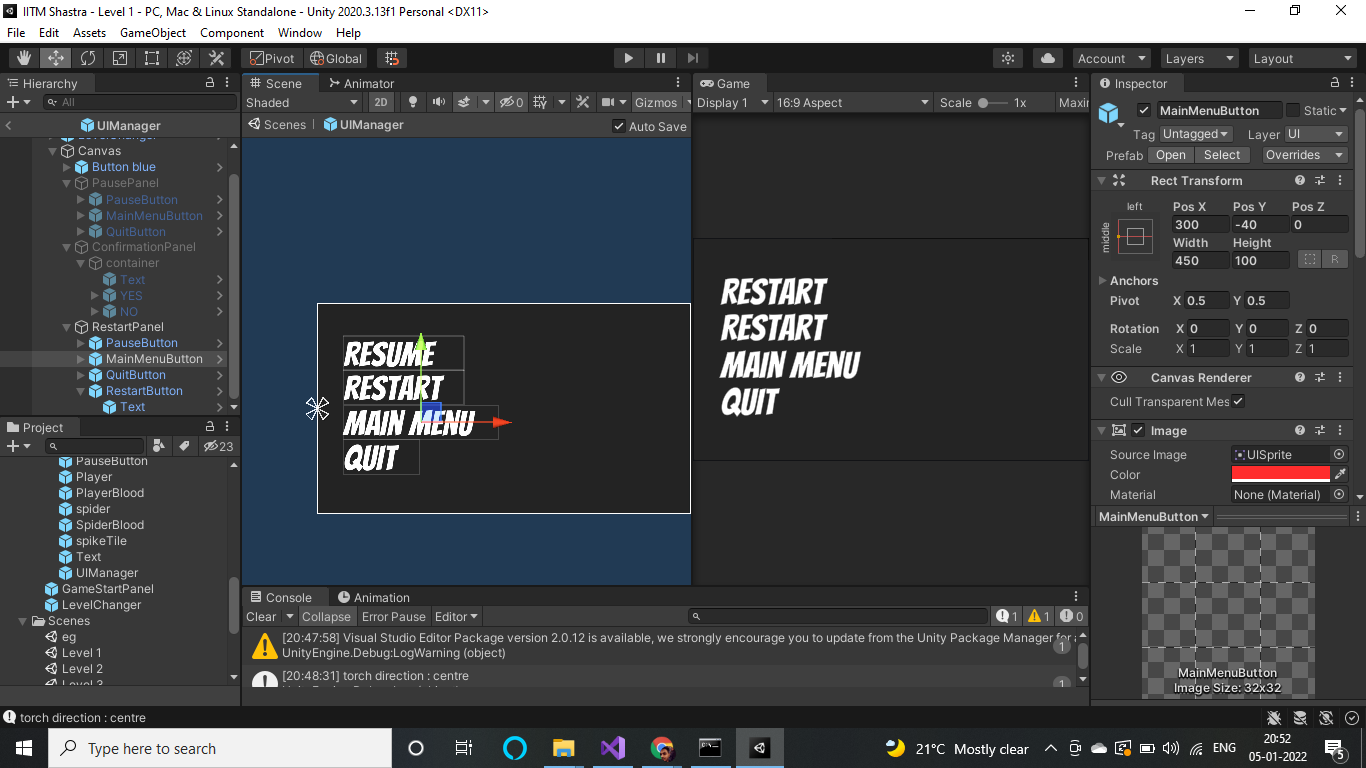 IITM Shastra - Level 1 - PC, Mac & Linux Standalone - Unity 2020.3.13f1 Personal <DX11>
File Edit Assets GameObject Component Window Help
Pivot Global Account Layers Layout
Hierarchy
All
UIManager
Canvas
Button blue
PausePanel
PauseButton
MainMenuButton
QuitButton
ConfirmationPanel
container
Text
YES
NO
RestartPanel
PauseButton
MainMenuButton
QuitButton
RestartButton
Text
Project
23
PauseButton
Player
PlayerBlood
spider
SpiderBlood
spikeTile
Text
UIManager
GameStartPanel
LevelChanger
Scenes
eg
Level 1
Level 2
Level 3
Scene Animator
Shaded 2D 0 Gizmos
Scenes UIManager Auto Save
RESUME
RESTART
MAIN MENU
QUIT
Game
Display 1 16:9 Aspect Scale 1x Maxi
RESTART
RESTART
MAIN MENU
QUIT
Console Animation
Clear Collapse Error Pause Editor 1 1 0
[20:47:58] Visual Studio Editor Package version 2.0.12 is available, we strongly encourage you to update from the Unity Package Manager for
UnityEngine.Debug:LogWarning (object)
1
[20:48:31] torch direction : centre
1
Inspector
MainMenuButton Static
Tag Untagged Layer UI
Prefab Open Select Overrides
Rect Transform
left
middle
Pos X Pos Y Pos Z
300 -40 0
Width Height
450 100 R
Anchors
Pivot X 0.5 Y 0.5
Rotation X 0 Y 0 Z 0
Scale X 1 Y 1 Z 1
Canvas Renderer
Cull Transparent Mes
Image
Source Image UISprite
Color
Material None (Material)
MainMenuButton
MainMenuButton
Image Size: 32x32
torch direction : centre
Type here to search
21°C Mostly clear ENG 20:52
05-01-2022
5